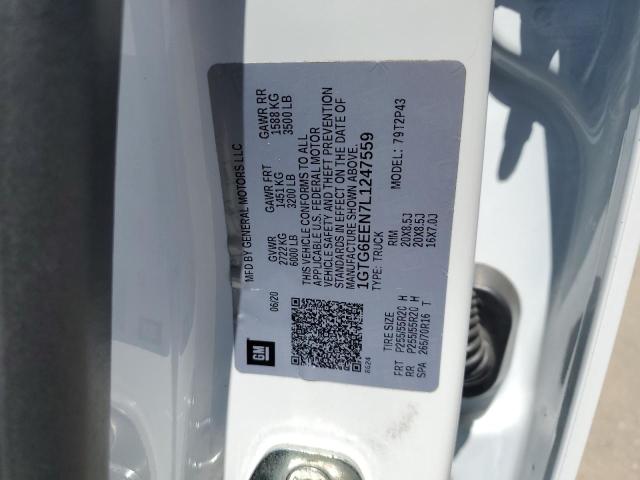 MFD BY GENERAL MOTORS LLC
06/20
GVWR
2722 KG
6000 LB
GAWR FRT
1451 KG
3200 LB
GAWR RR
1588 KG
3500 LB
THIS VEHICLE CONFORMS TO ALL
APPLICABLE U.S. FEDERAL MOTOR
VEHICLE SAFETY AND THEFT PREVENTION
STANDARDS IN EFFECT ON THE DATE OF
MANUFACTURE SHOWN ABOVE.
1GTG6EEN7L1247559
TYPE: TRUCK
MODEL: 79T2P43
GM
8624
TIRE SIZE
RIM
FRT P255/55R20 H 20X8.5J
RR P255/55R20 H 20X8.5J
SPA 265/70R16 T 16X7.0J